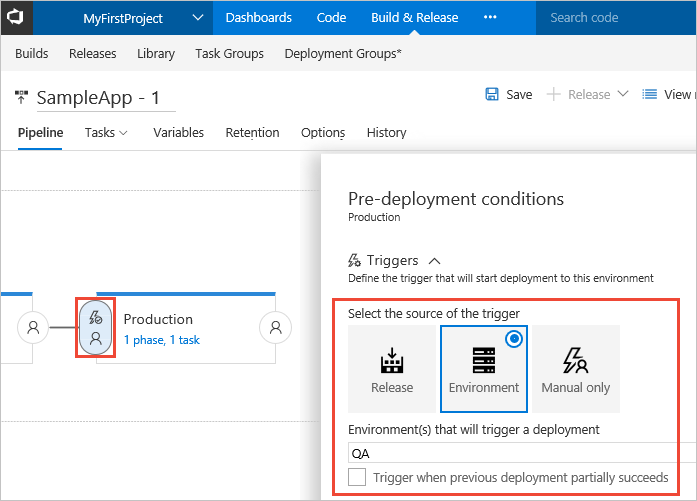 MyFirstProject Dashboards Code Build & Release ••• Search code
Builds Releases Library Task Groups Deployment Groups*
SampleApp - 1 Save + Release View
Pipeline Tasks Variables Retention Options History
Pre-deployment conditions
Production
Triggers
Define the trigger that will start deployment to this environment
Select the source of the trigger
Production
1 phase, 1 task
Release Environment Manual only
Environment(s) that will trigger a deployment
QA
Trigger when previous deployment partially succeeds